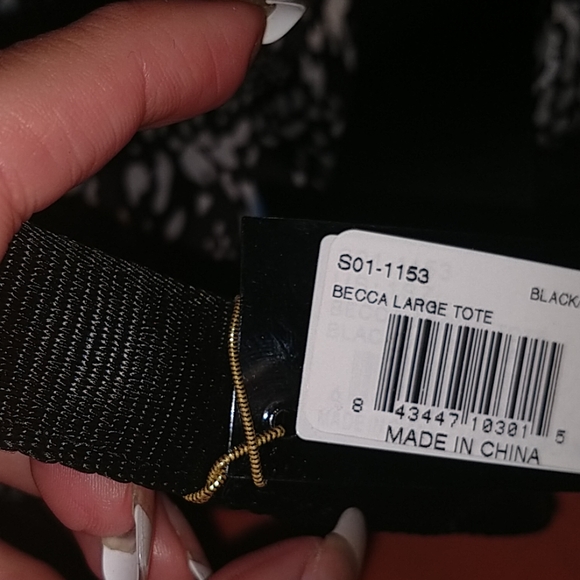 S01-1153
BECCA LARGE TOTE BLACK/
8 43447 10301 5
MADE IN CHINA